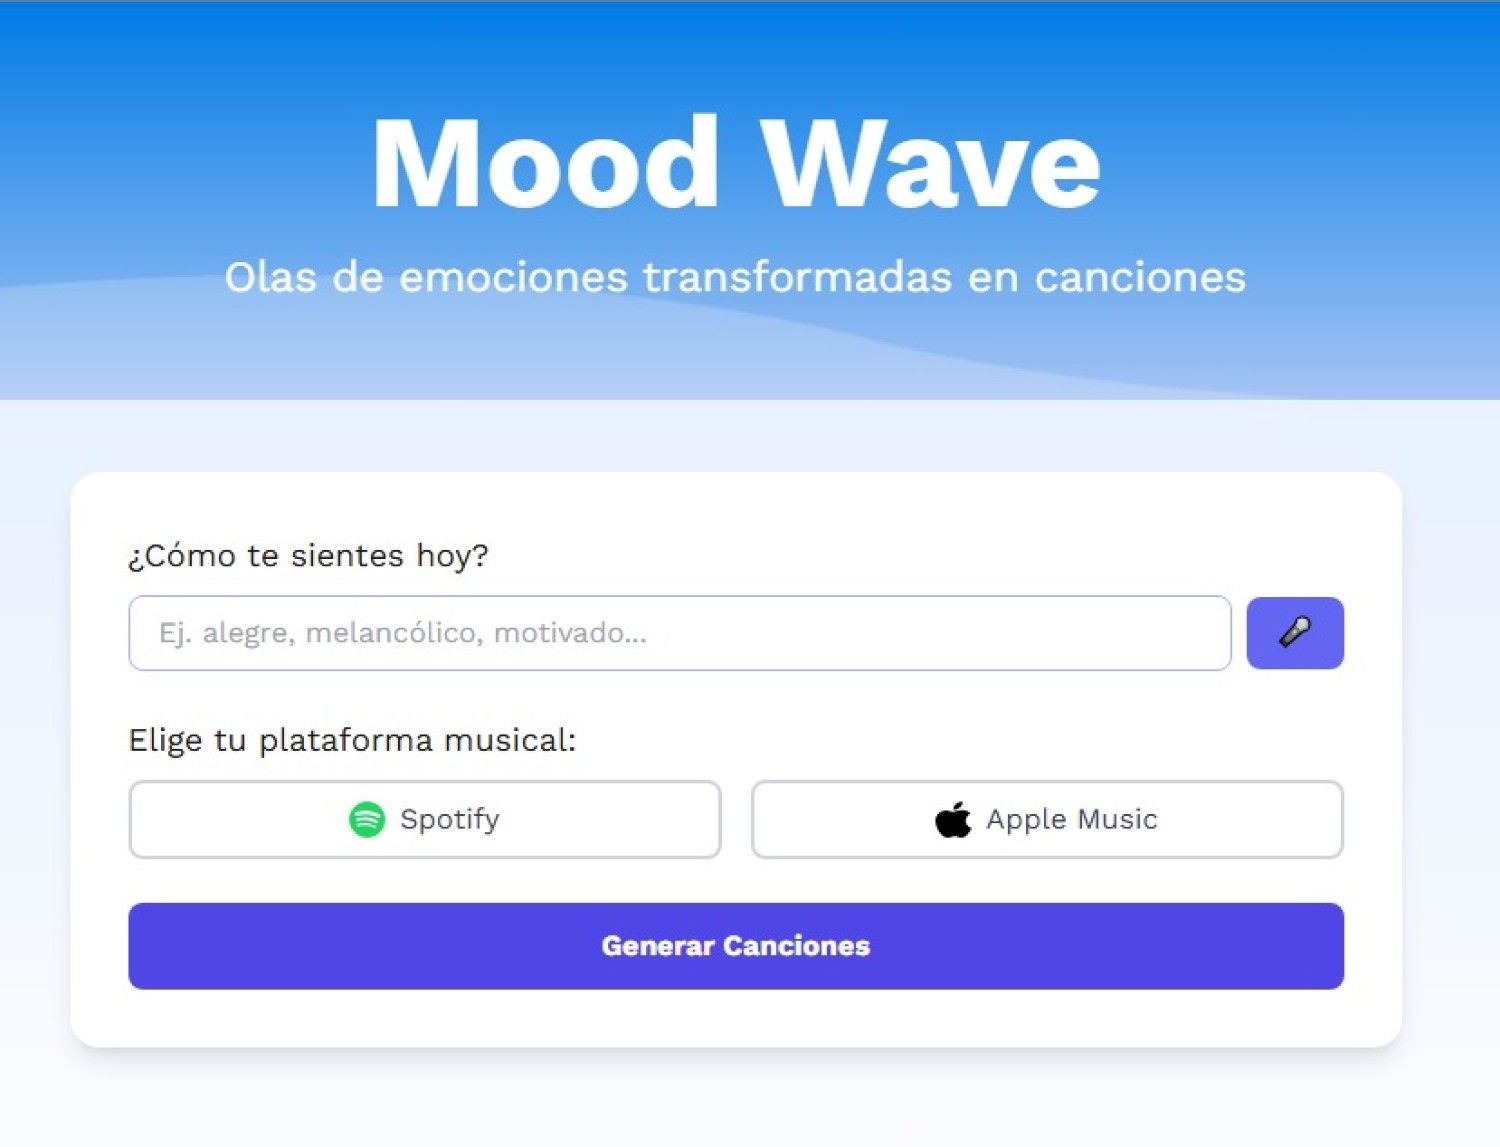 Mood Wave
Olas de emociones transformadas en canciones
¿Cómo te sientes hoy?
Ej. alegre, melancólico, motivado...
Elige tu plataforma musical:
Spotify
Apple Music
Generar Canciones